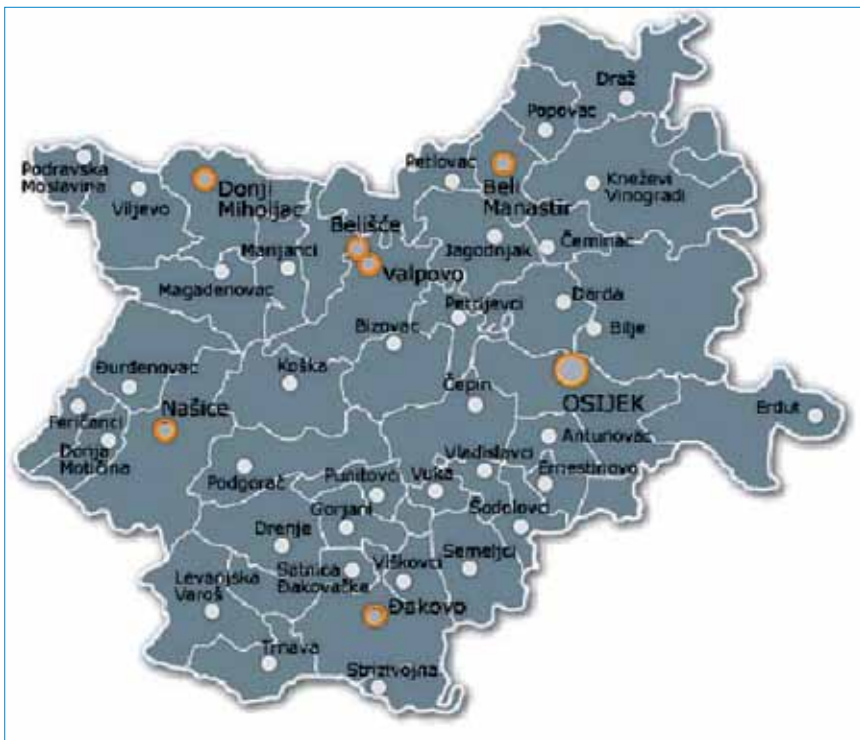 Draž
Popovac
Podravska
Moslavina
Petlovac
Viljevo
Donji
Miholjac
Beli
Manastir
Kneževi
Vinogradi
Belišće
Marijanci
Jagodnjak
Čeminac
Magadenovac
Valpovo
Petrijevci
Darda
Bizovac
Bilje
Đurđenovac
Koška
Čepin
Našice
OSIJEK
Erdut
Feričanci
Donja
Motičina
Antunovac
Podgorač
Punitovci
Vuka
Vladislavci
Ernestinovo
Gorjani
Šodolovci
Drenje
Semeljci
Levanjska
Varoš
Satnica
Đakovačka
Viškovci
Đakovo
Trnava
Strizivojna